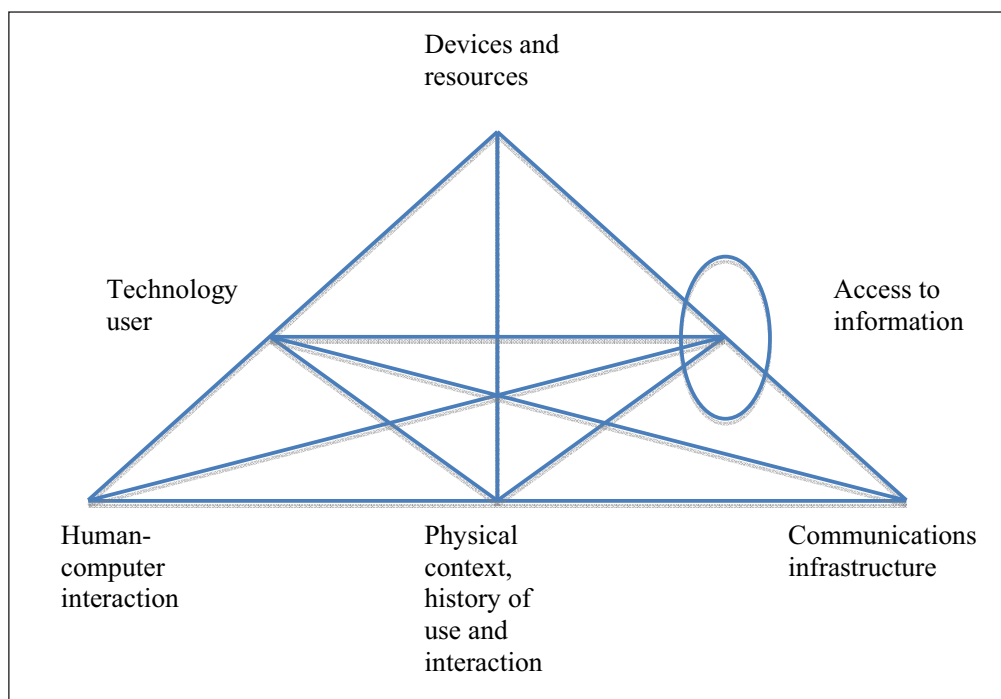 Devices and
resources
Technology
user
Access to
information
Human-
computer
interaction
Physical
context,
history of
use and
interaction
Communications
infrastructure